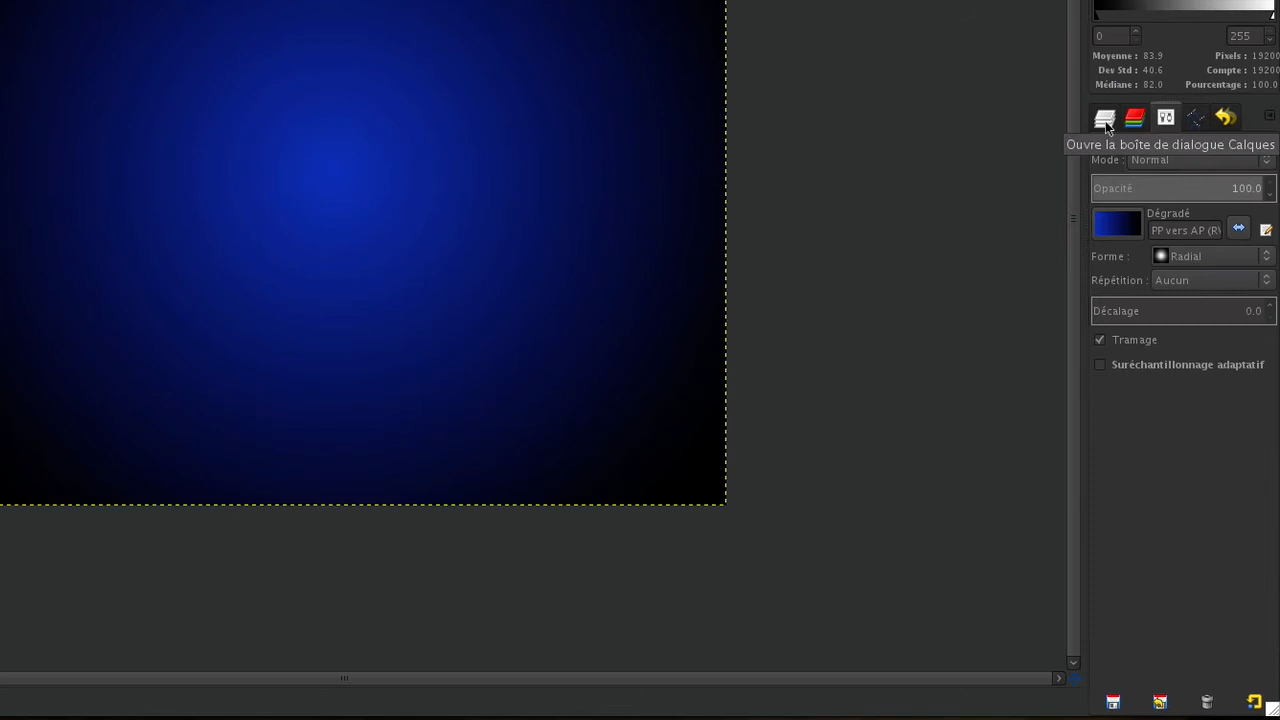 0 255
Moyenne : 83.9 Pixels : 19200
Dev Std : 40.6 Compte : 19200
Médiane : 82.0 Pourcentage : 100.0
Ouvre la boîte de dialogue Calques
Mode : Normal
Opacité 100.0
Dégradé
PP vers AP (RV
Forme : Radial
Répétition : Aucun
Décalage 0.0
Tramage
Suréchantillonnage adaptatif